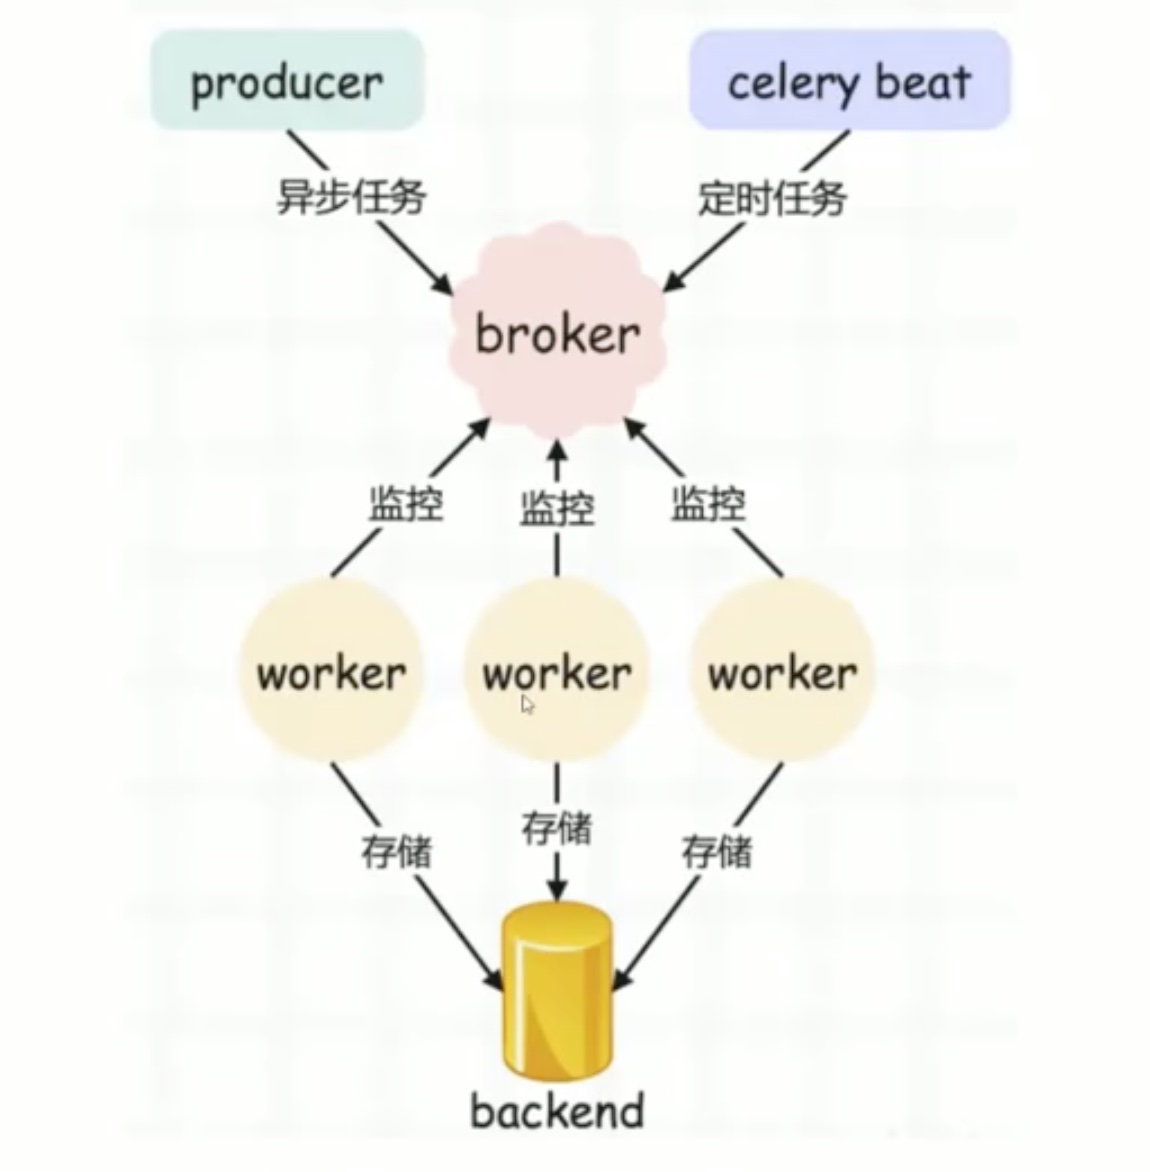 producer
celery beat
异步任务
定时任务
broker
监控
监控
监控
worker
worker
worker
存储
存储
存储
backend